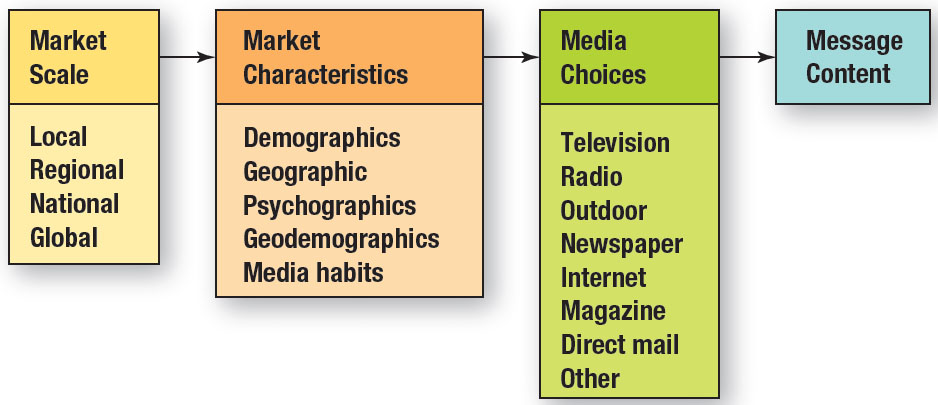 Market
Scale
Local
Regional
National
Global
Market
Characteristics
Demographics
Geographic
Psychographics
Geodemographics
Media habits
Media
Choices
Television
Radio
Outdoor
Newspaper
Internet
Magazine
Direct mail
Other
Message
Content